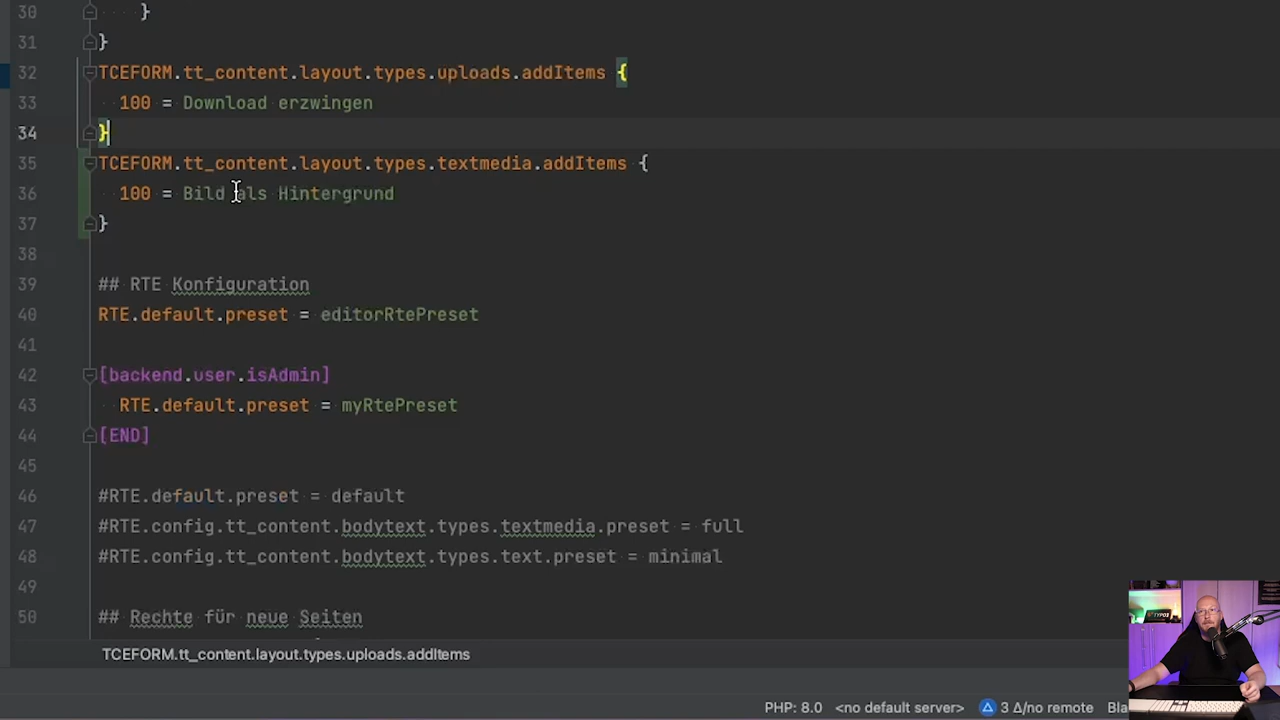 30 }
31 }
32 TCEFORM.tt_content.layout.types.uploads.addItems {
33 100 = Download erzwingen
34 }
35 TCEFORM.tt_content.layout.types.textmedia.addItems {
36 100 = Bild als Hintergrund
37 }
38
39 ## RTE Konfiguration
40 RTE.default.preset = editorRtePreset
41
42 [backend.user.isAdmin]
43 RTE.default.preset = myRtePreset
44 [END]
45
46 #RTE.default.preset = default
47 #RTE.config.tt_content.bodytext.types.textmedia.preset = full
48 #RTE.config.tt_content.bodytext.types.text.preset = minimal
49
50 ## Rechte für neue Seiten
TCEFORM.tt_content.layout.types.uploads.addItems
PHP: 8.0 <no default server> 3 Δ/no remote Bla